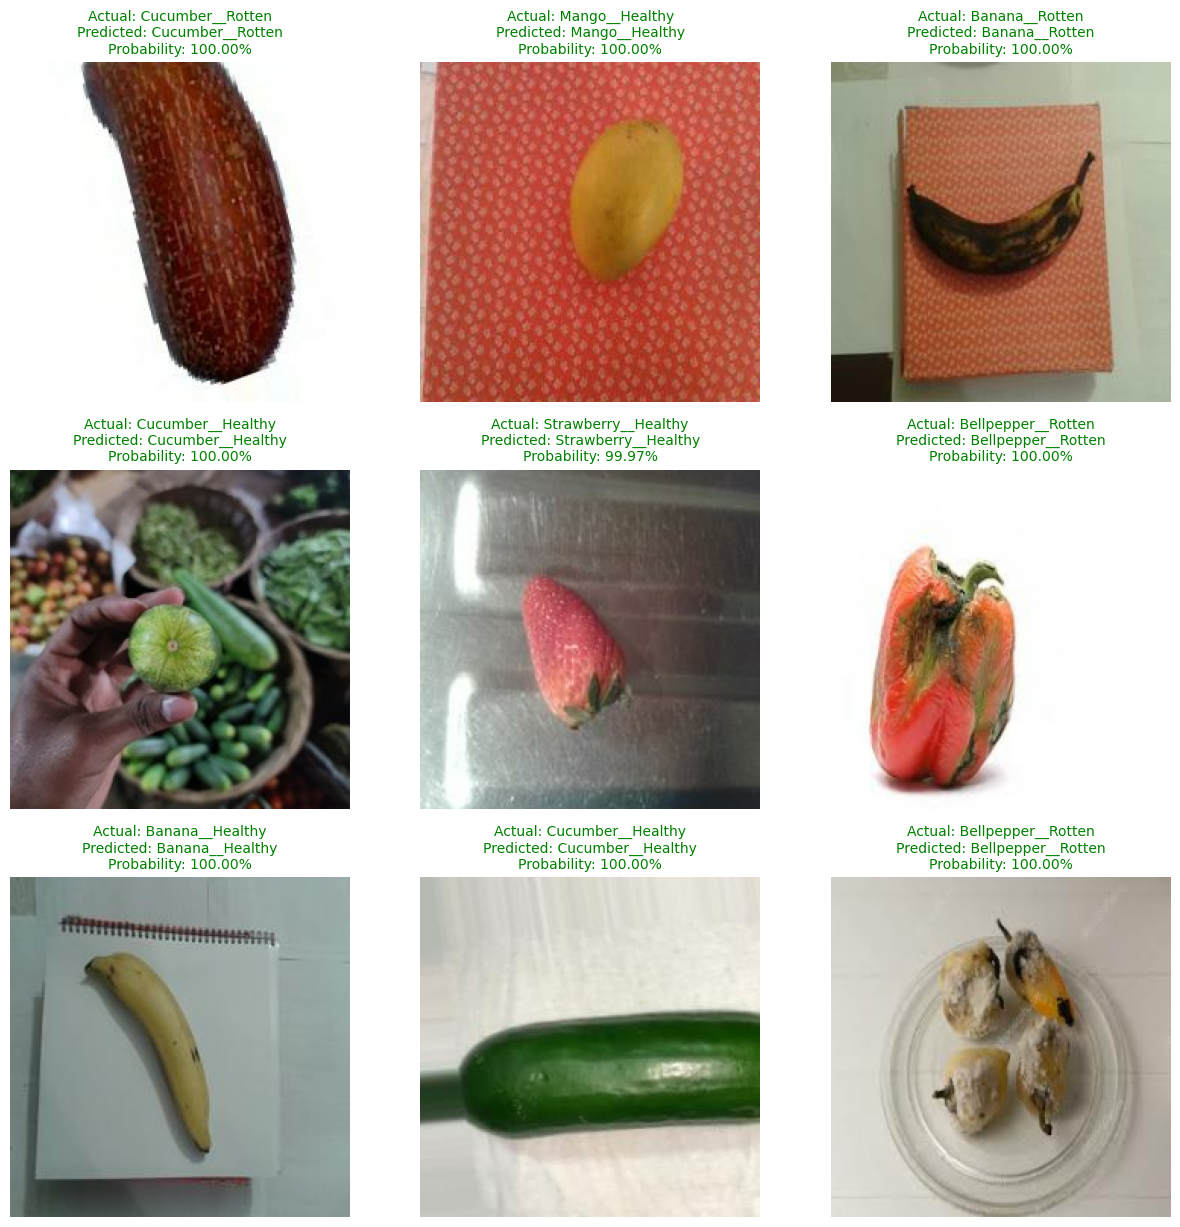 Actual: Cucumber__Rotten
Predicted: Cucumber__Rotten
Probability: 100.00%
Actual: Mango__Healthy
Predicted: Mango__Healthy
Probability: 100.00%
Actual: Banana__Rotten
Predicted: Banana__Rotten
Probability: 100.00%
Actual: Cucumber__Healthy
Predicted: Cucumber__Healthy
Probability: 100.00%
Actual: Strawberry__Healthy
Predicted: Strawberry__Healthy
Probability: 99.97%
Actual: Bellpepper__Rotten
Predicted: Bellpepper__Rotten
Probability: 100.00%
Actual: Banana__Healthy
Predicted: Banana__Healthy
Probability: 100.00%
Actual: Cucumber__Healthy
Predicted: Cucumber__Healthy
Probability: 100.00%
Actual: Bellpepper__Rotten
Predicted: Bellpepper__Rotten
Probability: 100.00%